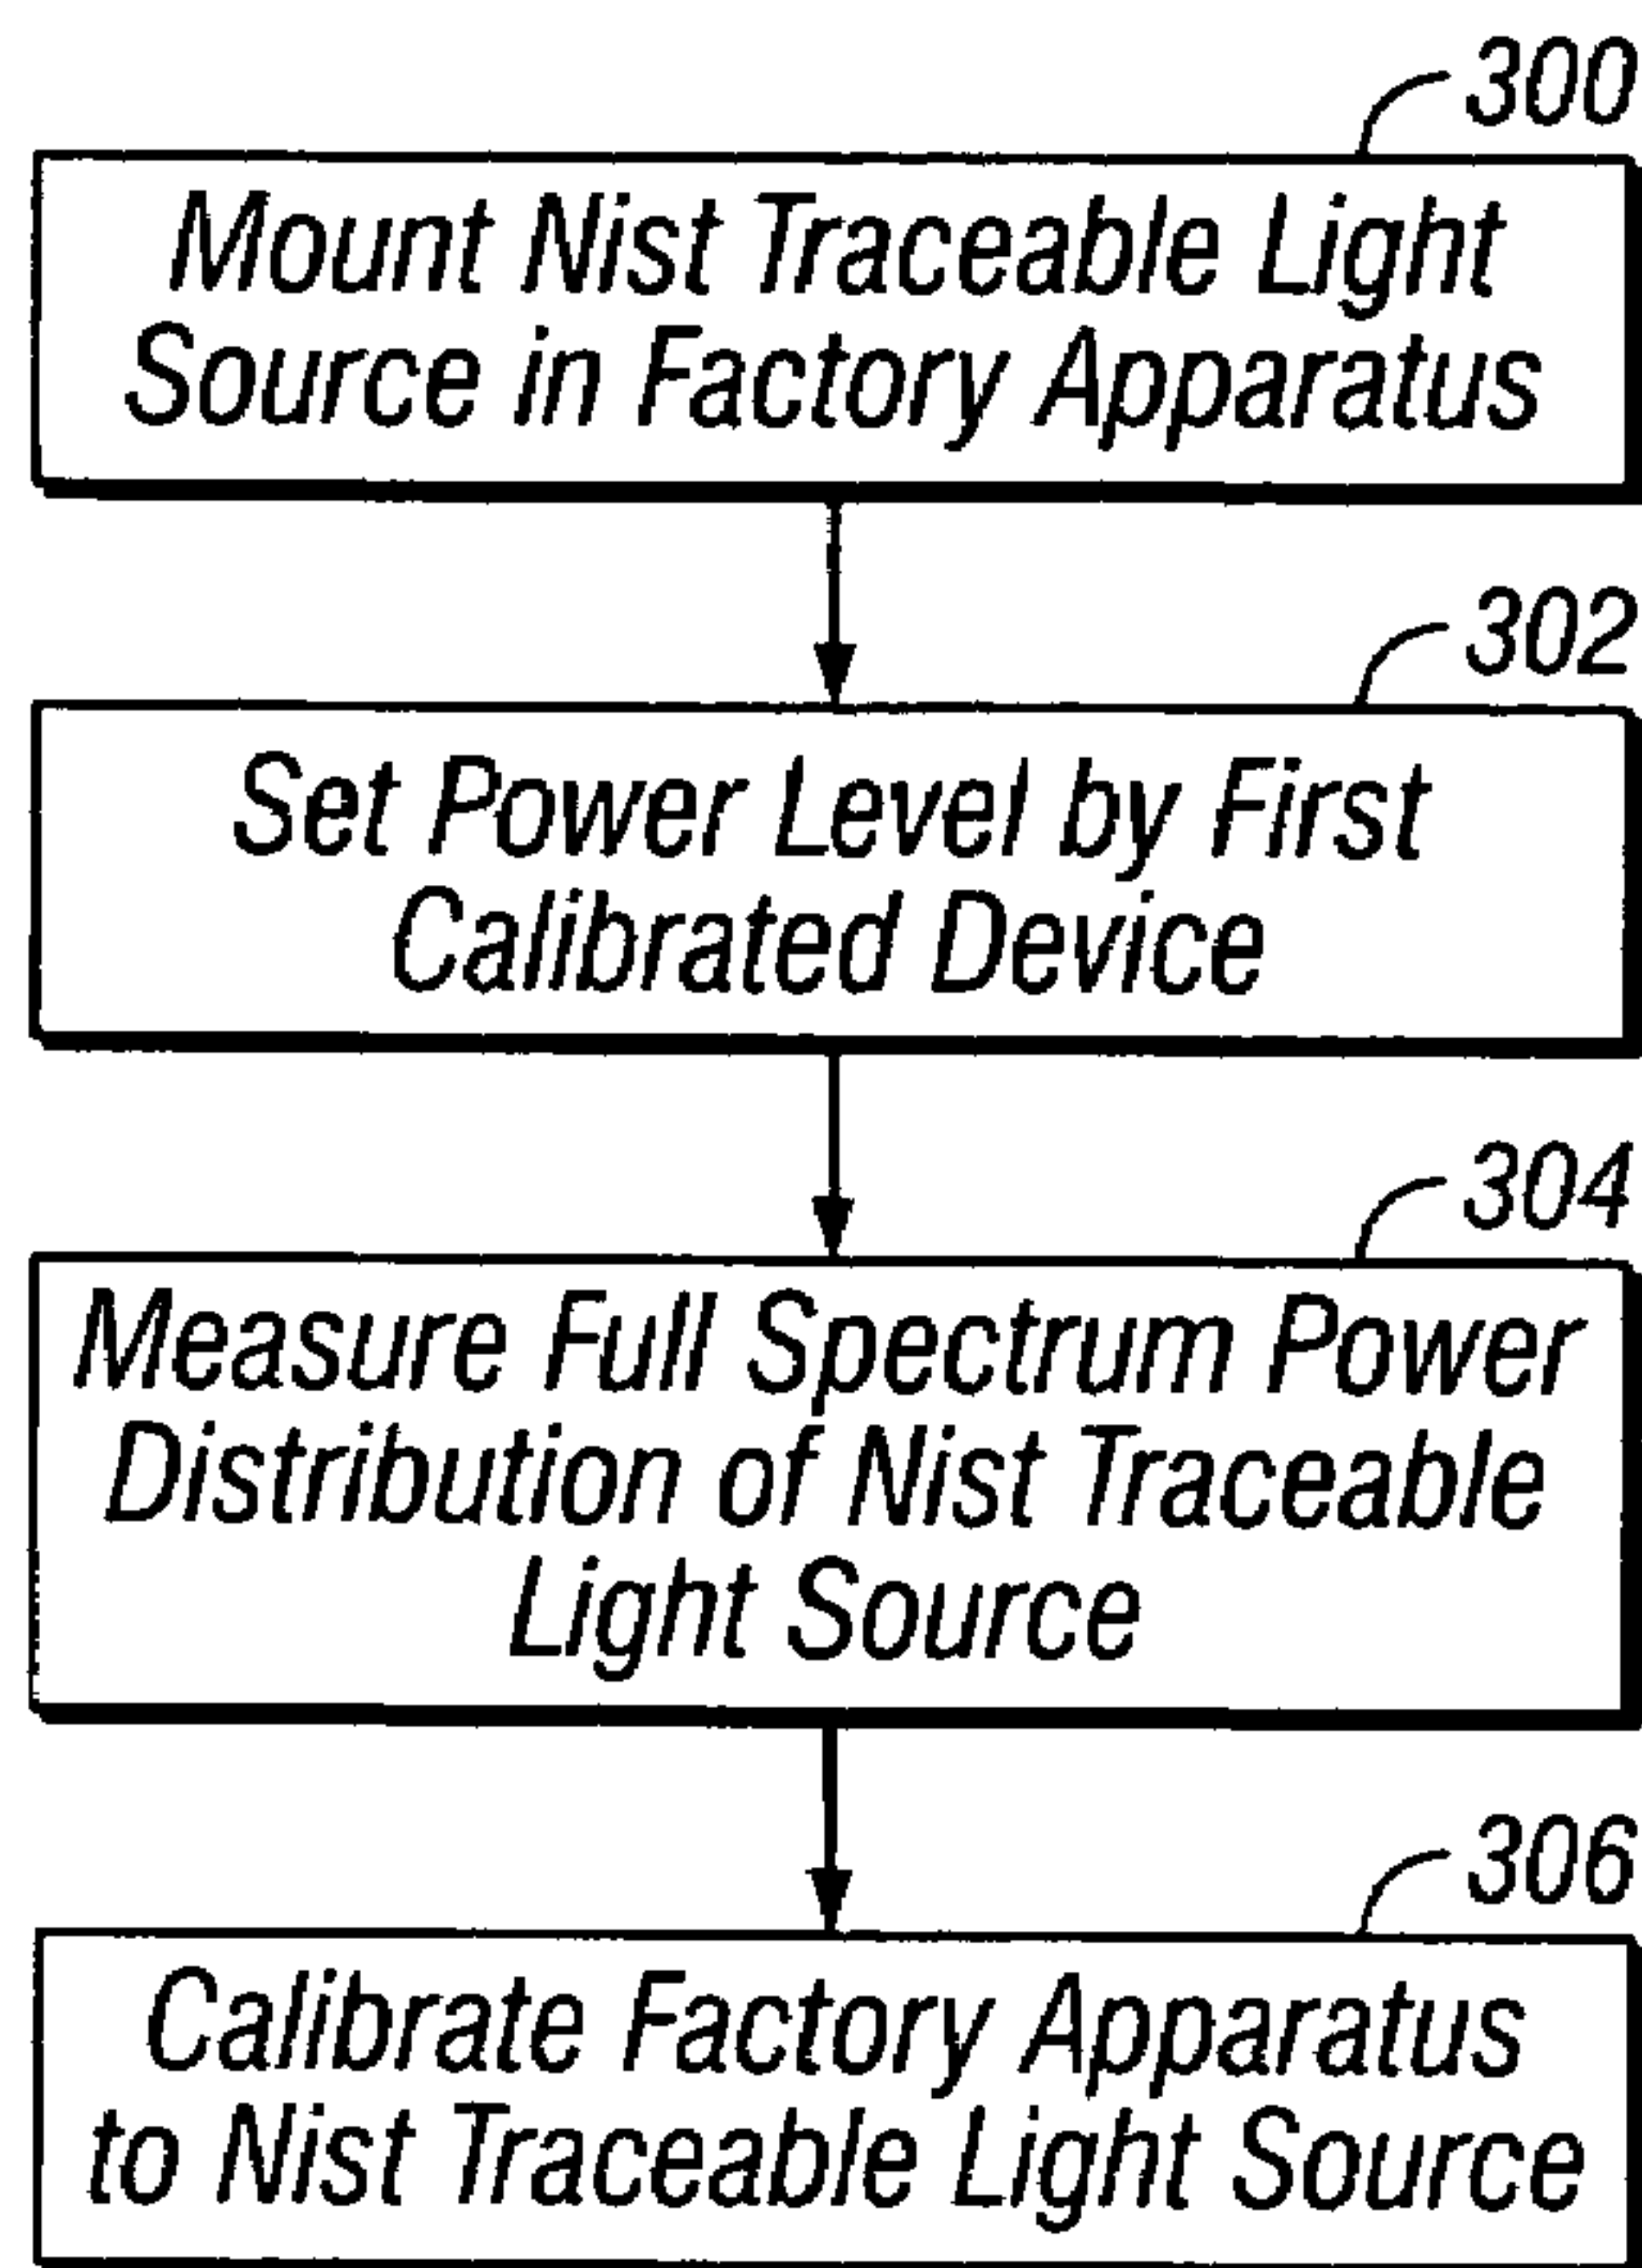 300
Mount Nist Traceable Light
Source in Factory Apparatus
302
Set Power Level by First
Calibrated Device
304
Measure Full Spectrum Power
Distribution of Nist Traceable
Light Source
306
Calibrate Factory Apparatus
to Nist Traceable Light Source